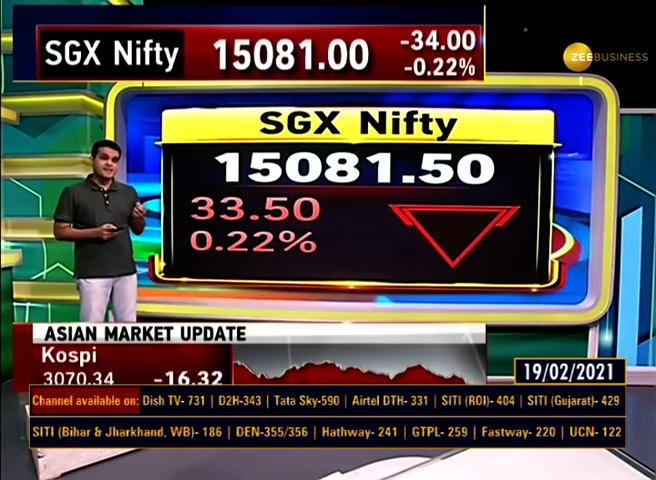 SGX Nifty 15081.00 -34.00
-0.22%
ZEEBUSINESS
SGX Nifty
15081.50
33.50
0.22%
ASIAN MARKET UPDATE
Kospi
3070.34 -16.32
19/02/2021
Channel available on: Dish TV- 731 | D2H-343 | Tata Sky-590 | Airtel DTH- 331 | SITI (ROI)- 404 | SITI (Gujarat)- 429
SITI (Bihar & Jharkhand, WB)- 186 | DEN-355/356 | Hathway- 241 | GTPL- 259 | Fastway- 220 | UCN- 122